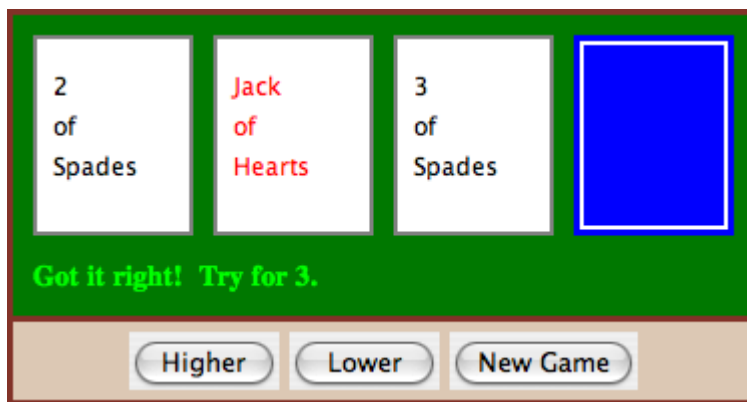 2
of
Spades
Jack
of
Hearts
3
of
Spades
Got it right!  Try for 3.
Higher
Lower
New Game